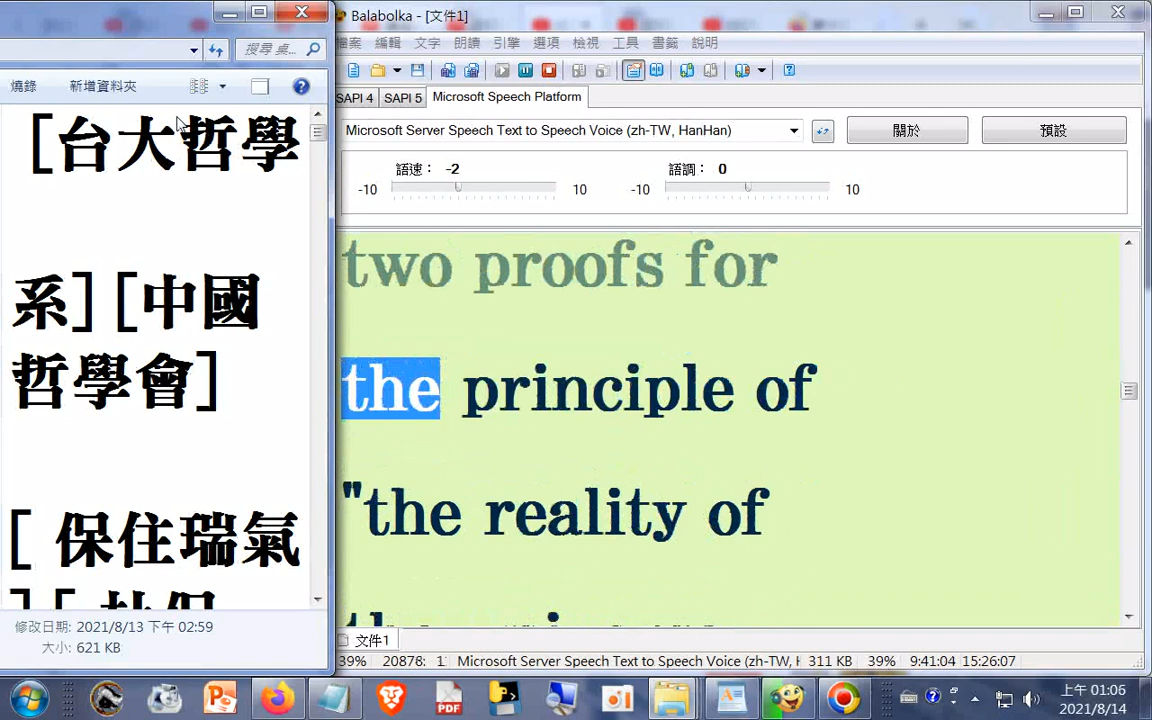 搜尋 桌...
燒錄 新增資料夾
[台大哲學
系][中國
哲學會]
[ 保住瑞氣
修改日期: 2021/8/13 下午 02:59
大小: 621 KB
Balabolka - [文件1]
檔案 編輯 文字 朗讀 引擎 選項 檢視 工具 書籤 說明
SAPI 4 SAPI 5 Microsoft Speech Platform
Microsoft Server Speech Text to Speech Voice (zh-TW, HanHan) 關於 預設
語速: -2 語調: 0
-10 10 -10 10
two proofs for
the principle of
"the reality of
文件1
39% 20878: 1 Microsoft Server Speech Text to Speech Voice (zh-TW, H 311 KB 39% 9:41:04 15:26:07
PDF
上午 01:06
2021/8/14